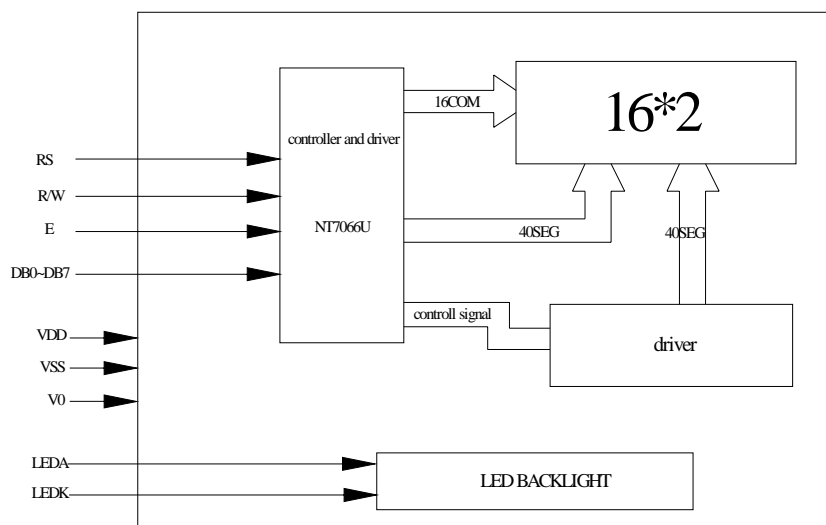 16*2
16COM
controller and driver
RS
R/W
NT7066U
E
40SEG
40SEG
DB0~DB7
controll signal
VDD
driver
VSS
V0
LEDA
LED BACKLIGHT
LEDK